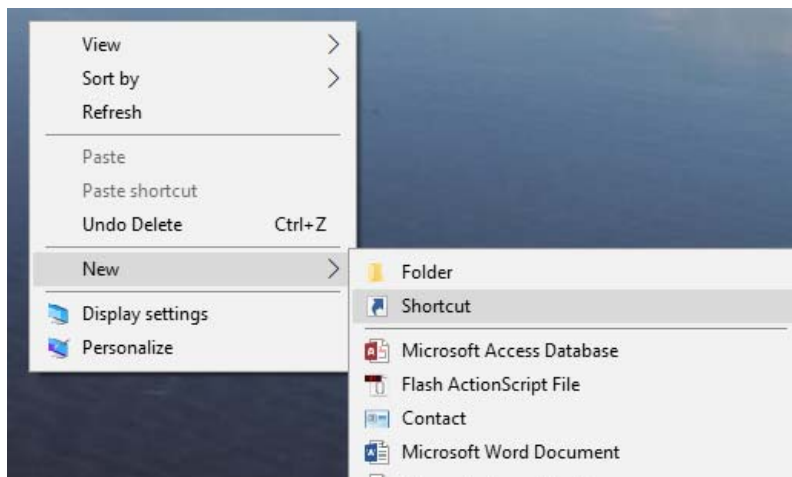 View
Sort by
Refresh
Paste
Paste shortcut
Undo Delete Ctrl+Z
New
Display settings
Personalize
Folder
Shortcut
Microsoft Access Database
Flash ActionScript File
Contact
Microsoft Word Document